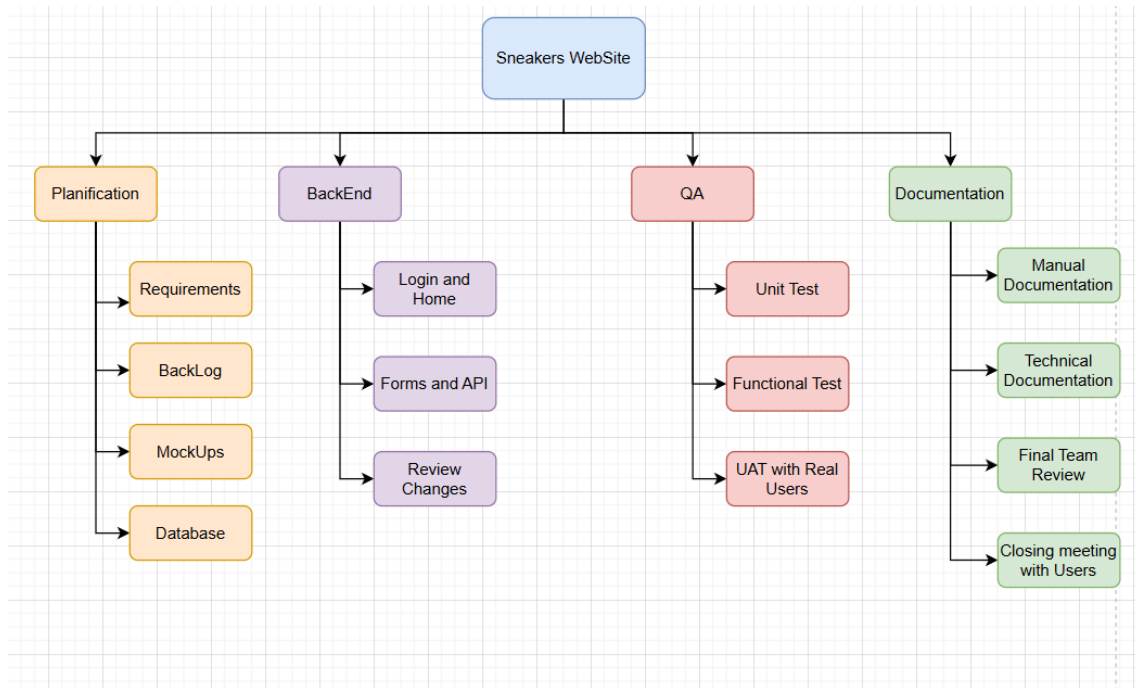 Sneakers WebSite
Planification
BackEnd
QA
Documentation
Requirements
BackLog
MockUps
Database
Login and
Home
Forms and API
Review
Changes
Unit Test
Functional Test
UAT with Real
Users
Manual
Documentation
Technical
Documentation
Final Team
Review
Closing meeting
with Users